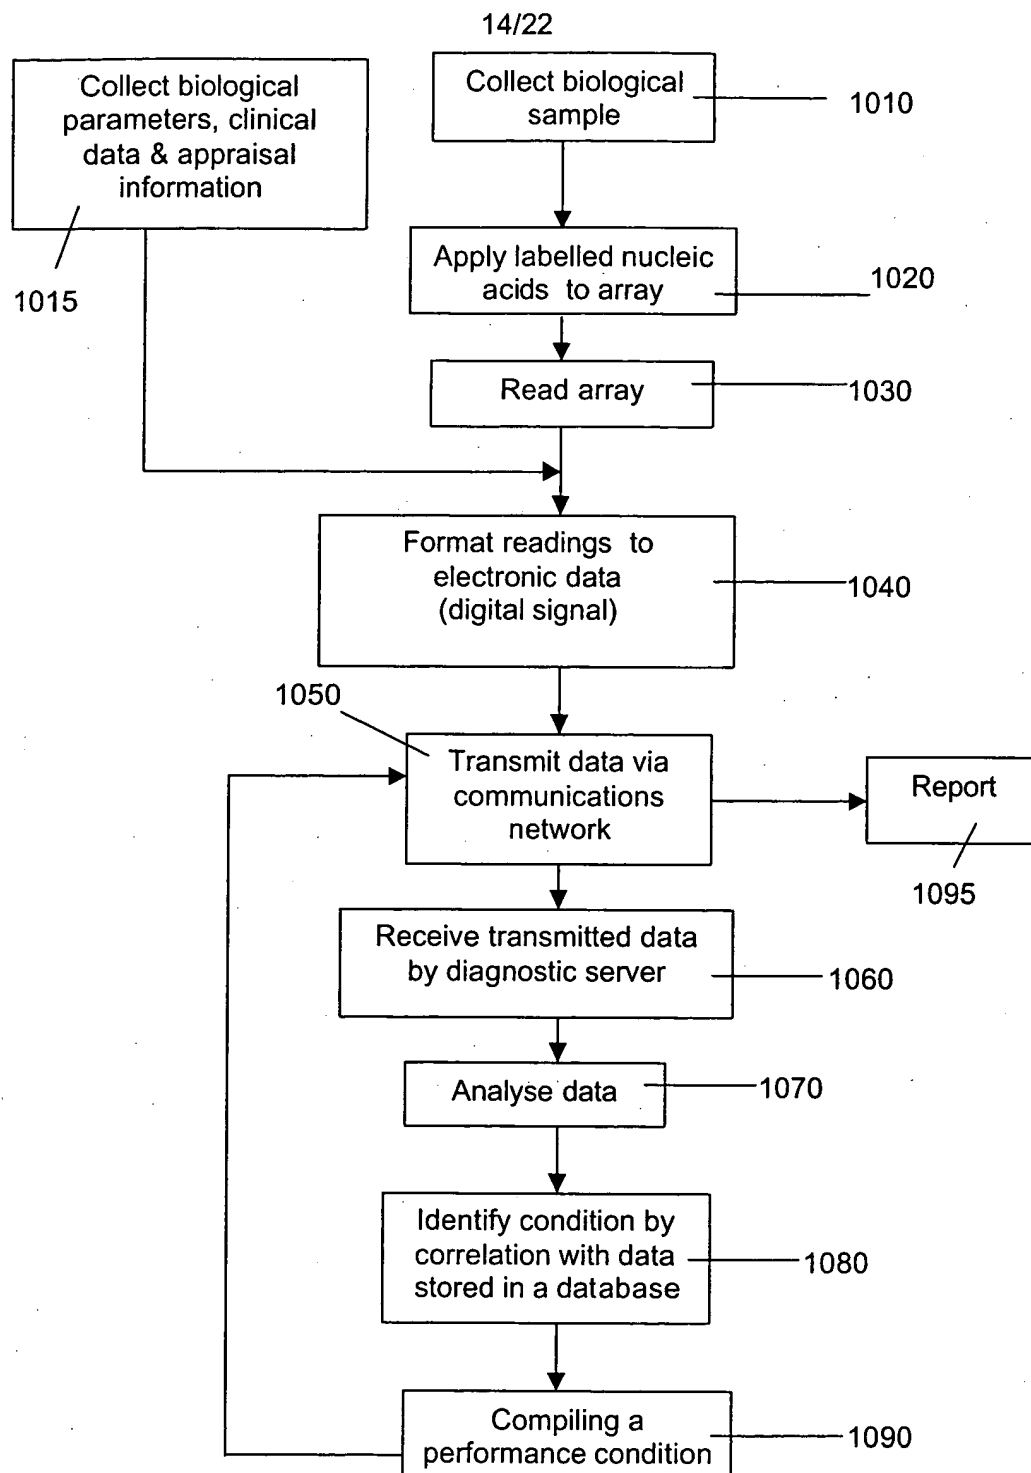 14/22
Collect biological
parameters, clinical
data & appraisal
information
1015
Collect biological
sample
1010
Apply labelled nucleic
acids to array
1020
Read array
1030
Format readings to
electronic data
(digital signal)
1040
1050
Transmit data via
communications
network
Report
1095
Receive transmitted data
by diagnostic server
1060
Analyse data
1070
Identify condition by
correlation with data
stored in a database
1080
Compiling a
performance condition
1090